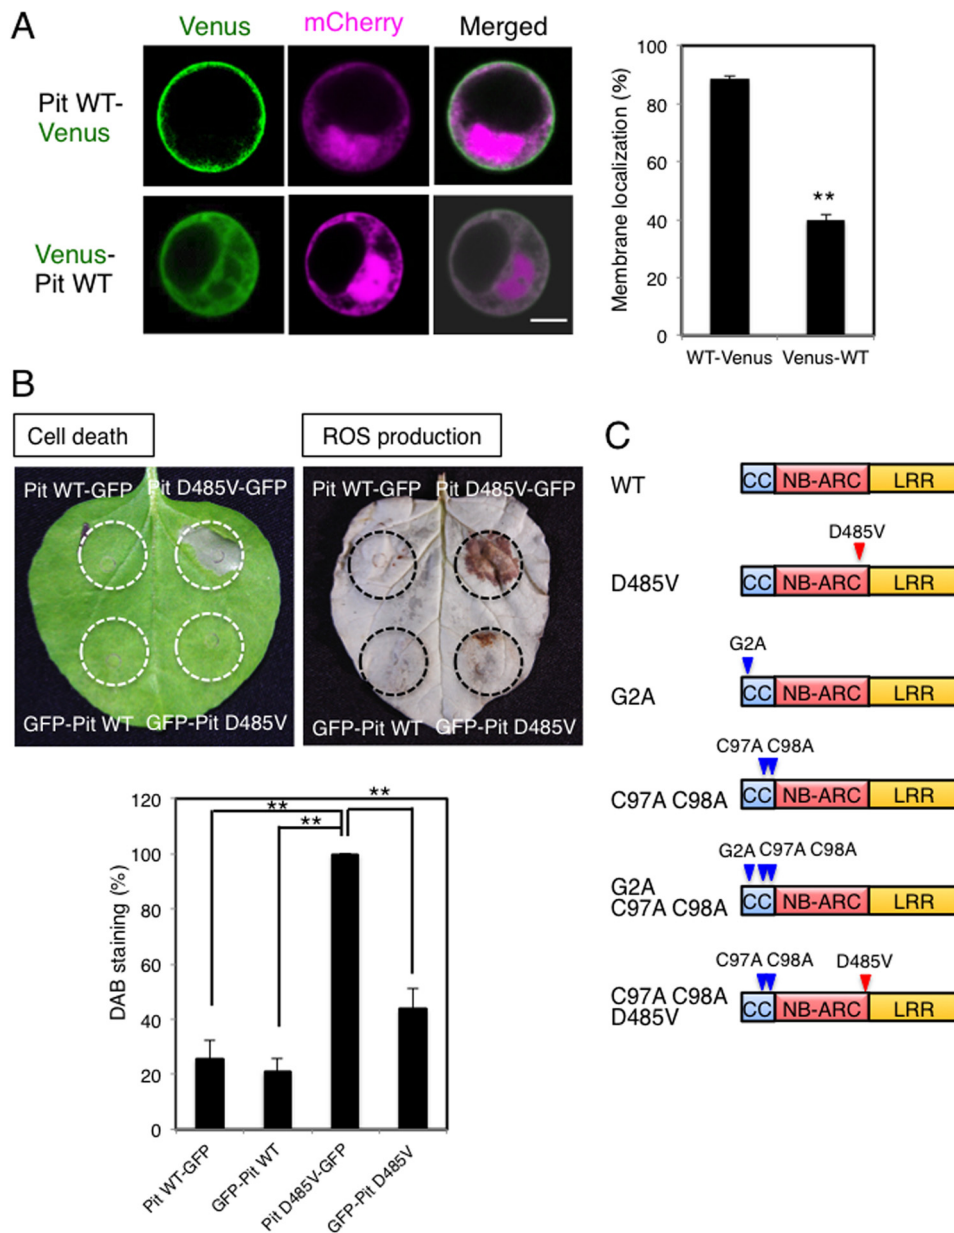 A
Venus
mCherry
Merged
Pit WT-
Venus
Venus-
Pit WT
Membrane localization (%)
100
80
60
40
20
0
**
WT-Venus
Venus-WT
B
Cell death
ROS production
Pit WT-GFP
Pit D485V-GFP
GFP-Pit WT
GFP-Pit D485V
Pit WT-GFP
Pit D485V-GFP
GFP-Pit WT
GFP-Pit D485V
DAB staining (%)
120
100
80
60
40
20
0
**
**
**
Pit WT-GFP
GFP-Pit WT
Pit D485V-GFP
GFP-Pit D485V
C
WT
CC NB-ARC LRR
D485V
D485V
CC NB-ARC LRR
G2A
G2A
CC NB-ARC LRR
C97A C98A
C97A C98A
CC NB-ARC LRR
G2A C97A C98A
G2A
C97A C98A
CC NB-ARC LRR
C97A C98A D485V
C97A C98A
D485V
CC NB-ARC LRR